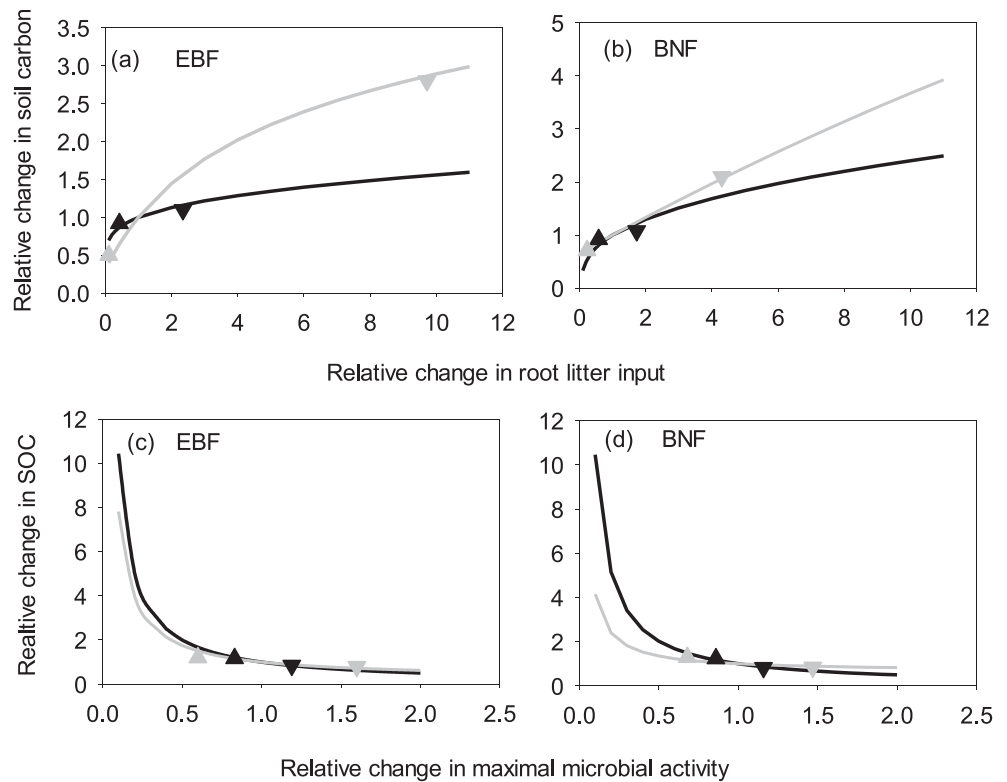 (a) EBF
(b) BNF
Relative change in soil carbon
3.5
3.0
2.5
2.0
1.5
1.0
0.5
0.0
5
4
3
2
1
0
0 2 4 6 8 10 12
0 2 4 6 8 10 12
Relative change in root litter input
(c) EBF
(d) BNF
Realtive change in SOC
12
10
8
6
4
2
0
12
10
8
6
4
2
0
0.0 0.5 1.0 1.5 2.0 2.5
0.0 0.5 1.0 1.5 2.0 2.5
Relative change in maximal microbial activity